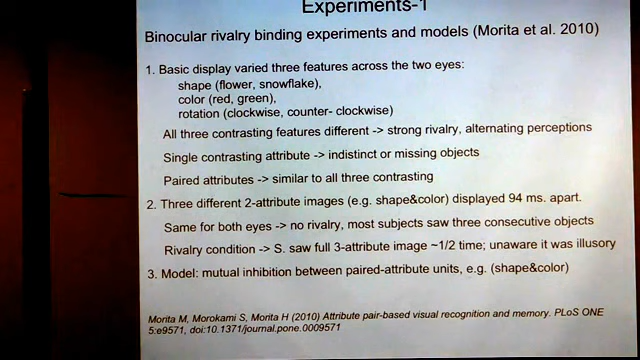 Experiments-1
Binocular rivalry binding experiments and models (Morita et al. 2010)
1. Basic display varied three features across the two eyes:
shape (flower, snowflake),
color (red, green),
rotation (clockwise, counter- clockwise)
All three contrasting features different -> strong rivalry, alternating perceptions
Single contrasting attribute -> indistinct or missing objects
Paired attributes -> similar to all three contrasting
2. Three different 2-attribute images (e.g. shape&color) displayed 94 ms. apart.
Same for both eyes -> no rivalry, most subjects saw three consecutive objects
Rivalry condition -> S. saw full 3-attribute image ~1/2 time; unaware it was illusory
3. Model: mutual inhibition between paired-attribute units, e.g. (shape&color)
Morita M, Morokami S, Morita H (2010) Attribute pair-based visual recognition and memory. PLoS ONE
5:e9571, doi:10.1371/journal.pone.0009571